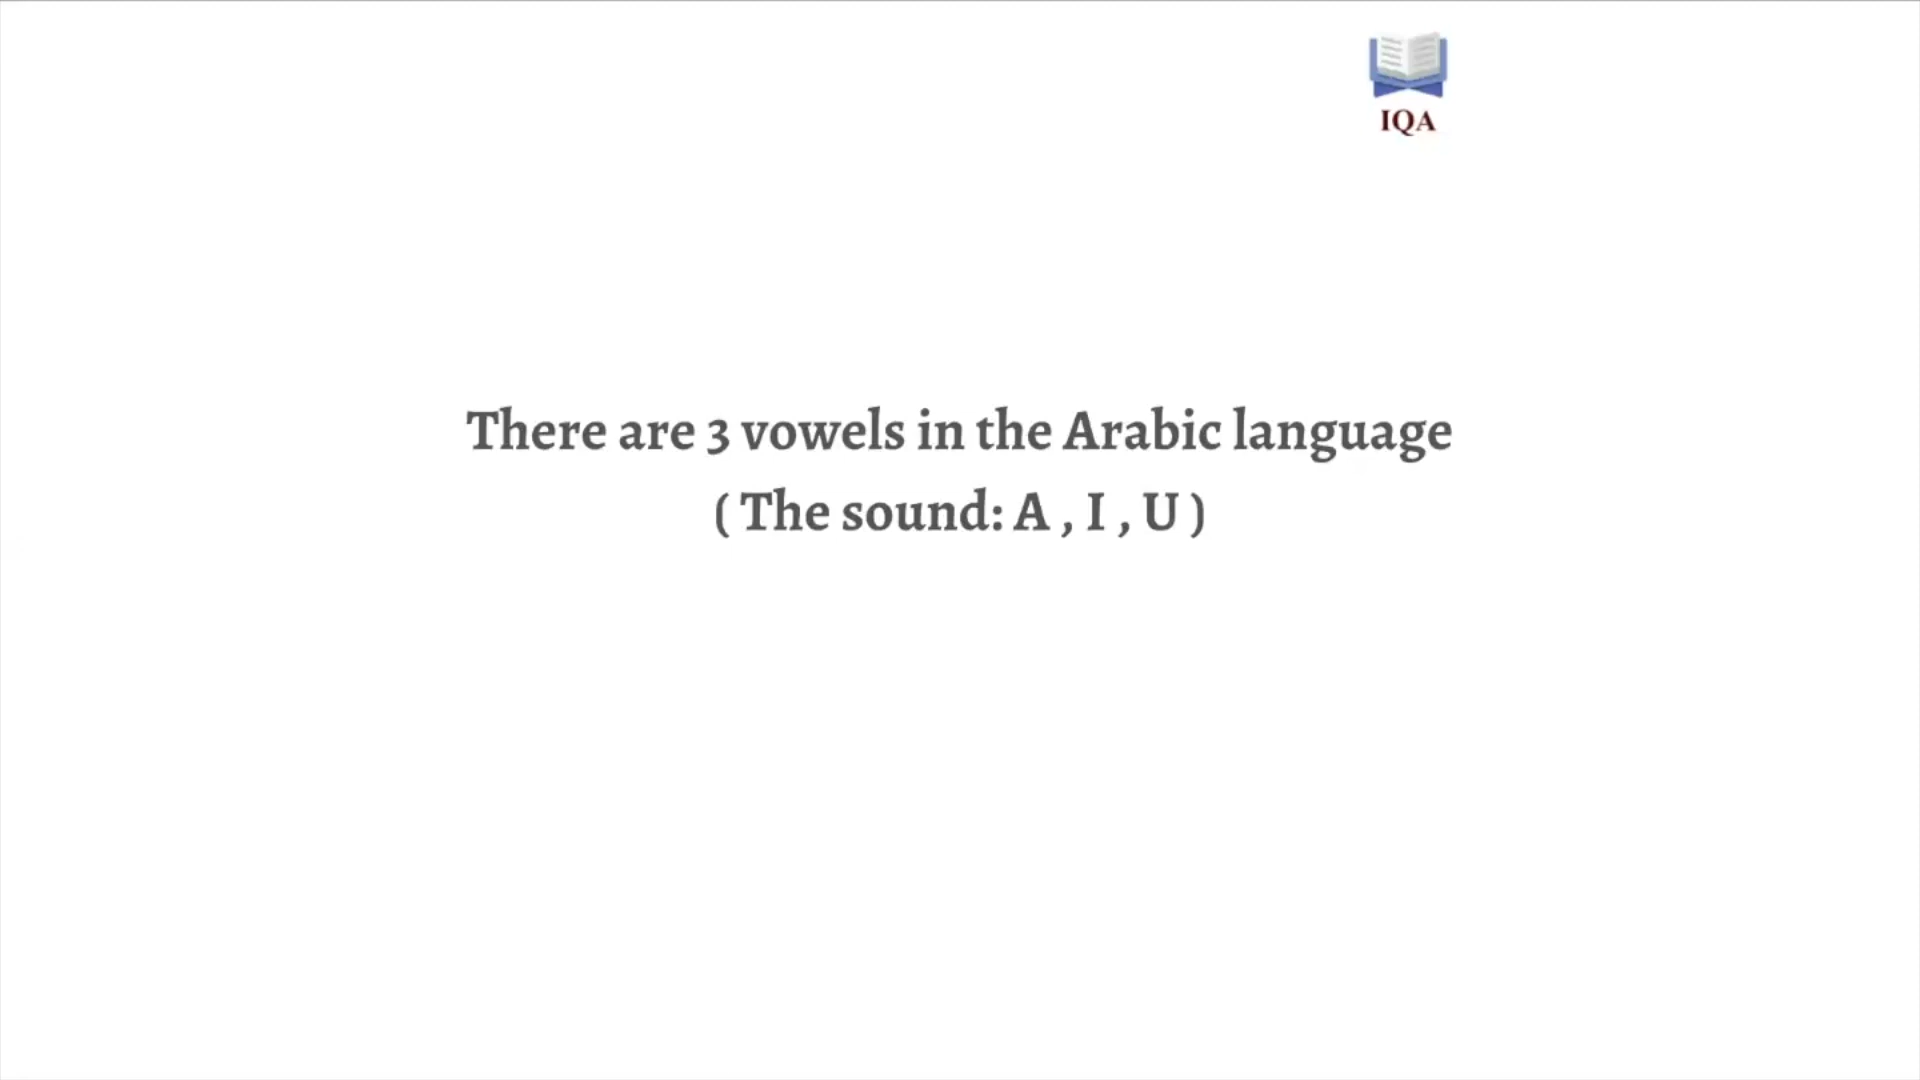 IQA
There are 3 vowels in the Arabic language
( The sound: A , I , U )